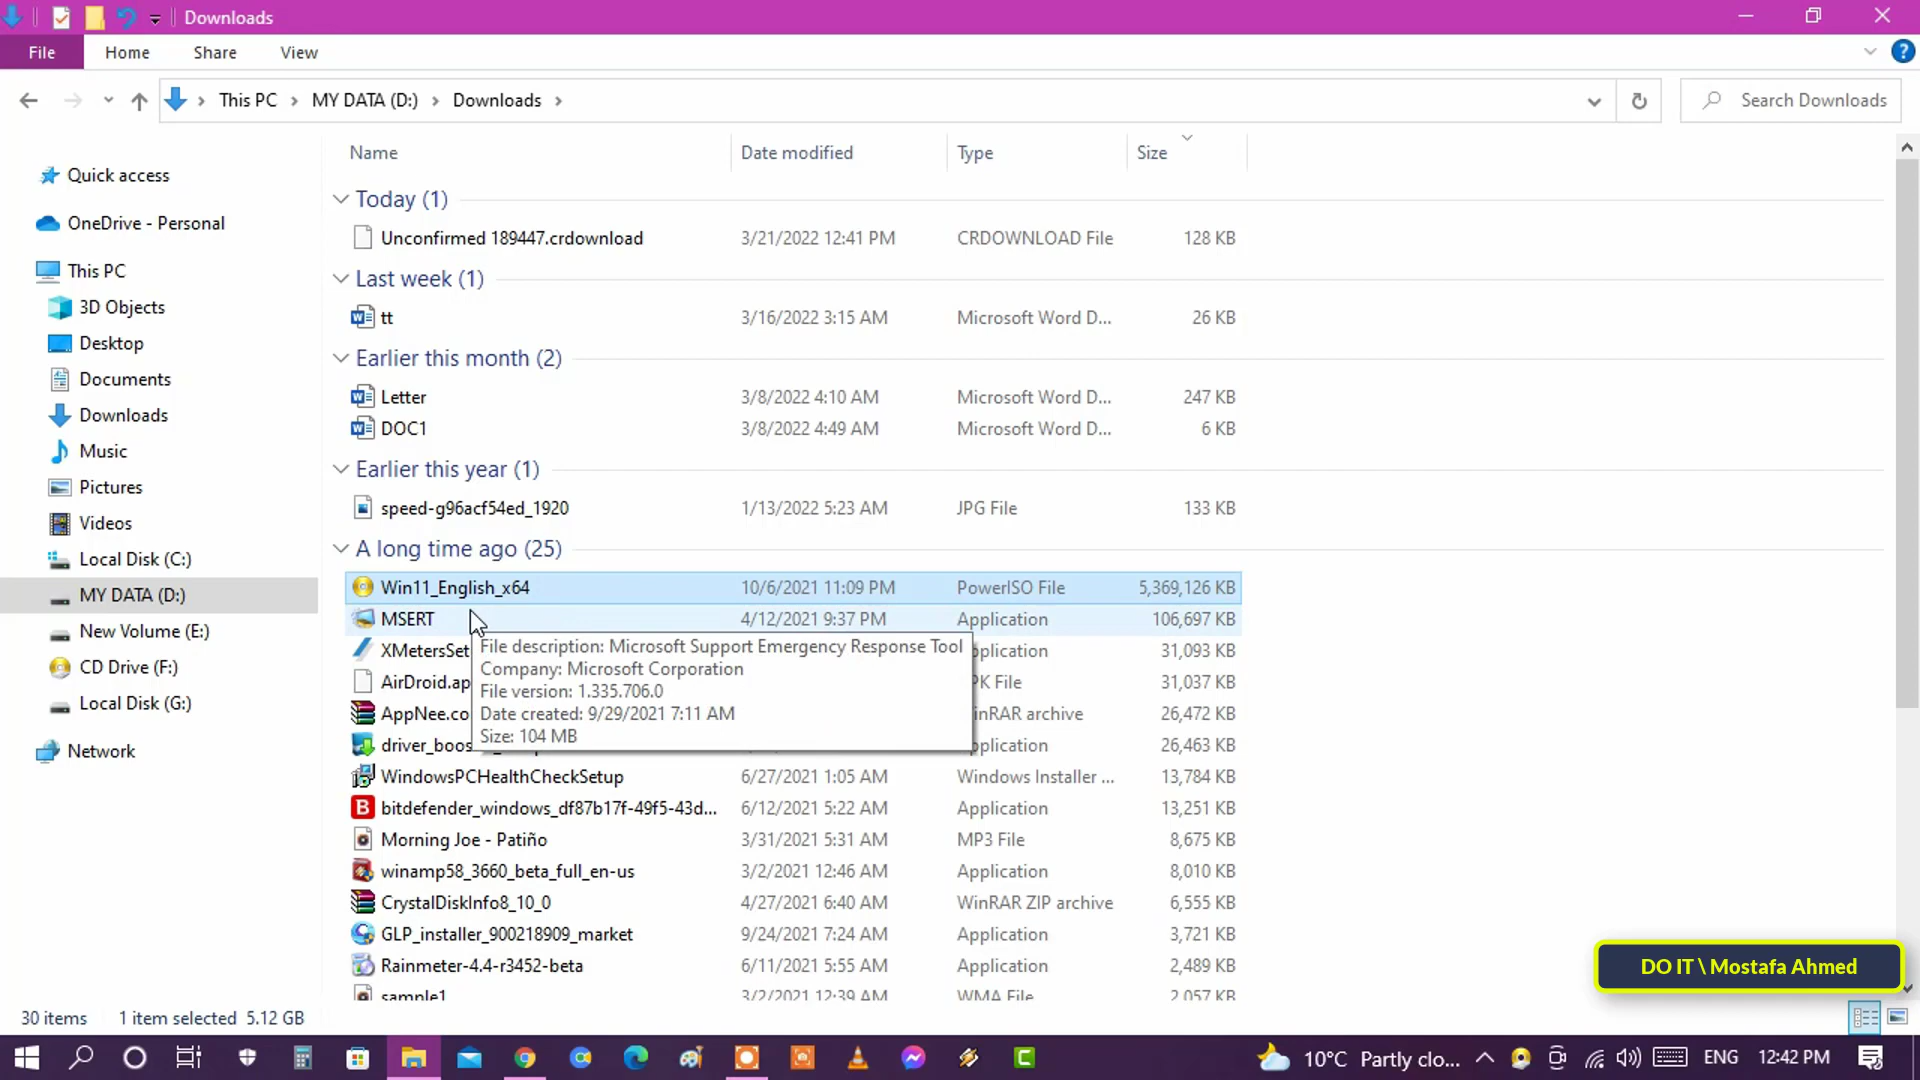 Downloads
File Home Share View
This PC MY DATA (D:) Downloads
Search Downloads
Name Date modified Type Size
Quick access
OneDrive - Personal
This PC
3D Objects
Desktop
Documents
Downloads
Music
Pictures
Videos
Local Disk (C:)
MY DATA (D:)
New Volume (E:)
CD Drive (F:)
Local Disk (G:)
Network
Today (1)
Unconfirmed 189447.crdownload 3/21/2022 12:41 PM CRDOWNLOAD File 128 KB
Last week (1)
tt 3/16/2022 3:15 AM Microsoft Word D... 26 KB
Earlier this month (2)
Letter 3/8/2022 4:10 AM Microsoft Word D... 247 KB
DOC1 3/8/2022 4:49 AM Microsoft Word D... 6 KB
Earlier this year (1)
speed-g96acf54ed_1920 1/13/2022 5:23 AM JPG File 133 KB
A long time ago (25)
Win11_English_x64 10/6/2021 11:09 PM PowerISO File 5,369,126 KB
MSERT 4/12/2021 9:37 PM Application 106,697 KB
XMetersSet pplication 31,093 KB
AirDroid.ap PK File 31,037 KB
AppNee.co inRAR archive 26,472 KB
driver_boos pplication 26,463 KB
File description: Microsoft Support Emergency Response Tool
Company: Microsoft Corporation
File version: 1.335.706.0
Date created: 9/29/2021 7:11 AM
Size: 104 MB
WindowsPCHealthCheckSetup 6/27/2021 1:05 AM Windows Installer ... 13,784 KB
bitdefender_windows_df87b17f-49f5-43d... 6/12/2021 5:22 AM Application 13,251 KB
Morning Joe - Patiño 3/31/2021 5:31 AM MP3 File 8,675 KB
winamp58_3660_beta_full_en-us 3/2/2021 12:46 AM Application 8,010 KB
CrystalDiskInfo8_10_0 4/27/2021 6:40 AM WinRAR ZIP archive 6,555 KB
GLP_installer_900218909_market 9/24/2021 7:24 AM Application 3,721 KB
Rainmeter-4.4-r3452-beta 6/11/2021 5:55 AM Application 2,489 KB
sample1 3/2/2021 12:39 AM WMA File 2,057 KB
DO IT \ Mostafa Ahmed
30 items 1 item selected 5.12 GB
10°C Partly clo... ENG 12:42 PM